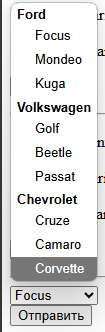 Ford
Focus
Mondeo
Kuga
Volkswagen
Golf
Beetle
Passat
Chevrolet
Cruze
Camaro
Corvette
Focus
Отправить